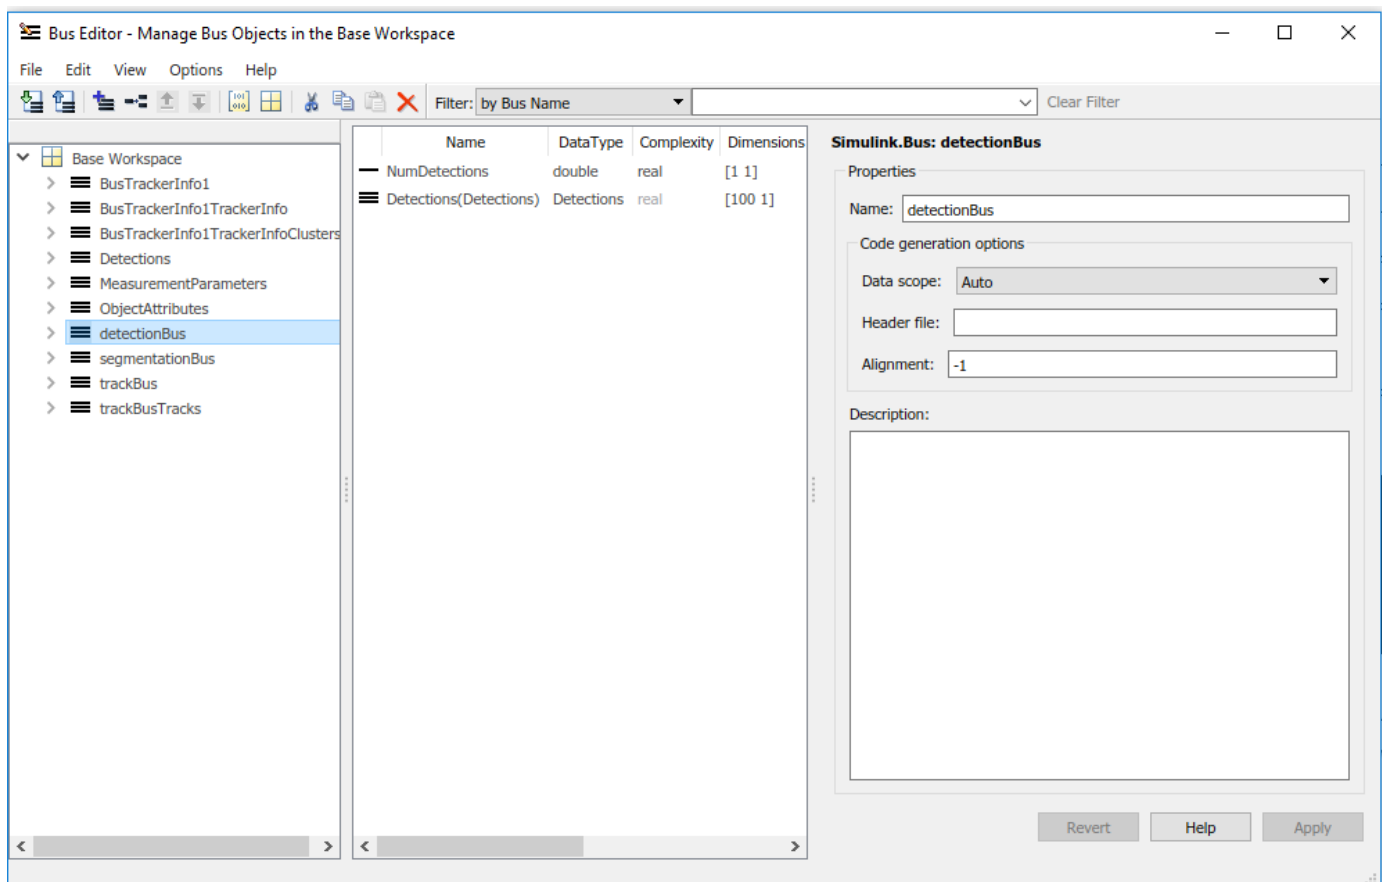 Bus Editor - Manage Bus Objects in the Base Workspace
File Edit View Options Help
Filter: by Bus Name Clear Filter
Base Workspace
BusTrackerInfo1
BusTrackerInfo1TrackerInfo
BusTrackerInfo1TrackerInfoClusters
Detections
MeasurementParameters
ObjectAttributes
detectionBus
segmentationBus
trackBus
trackBusTracks
Name DataType Complexity Dimensions
NumDetections double real [1 1]
Detections(Detections) Detections real [100 1]
Simulink.Bus: detectionBus
Properties
Name: detectionBus
Code generation options
Data scope: Auto
Header file:
Alignment: -1
Description:
Revert Help Apply